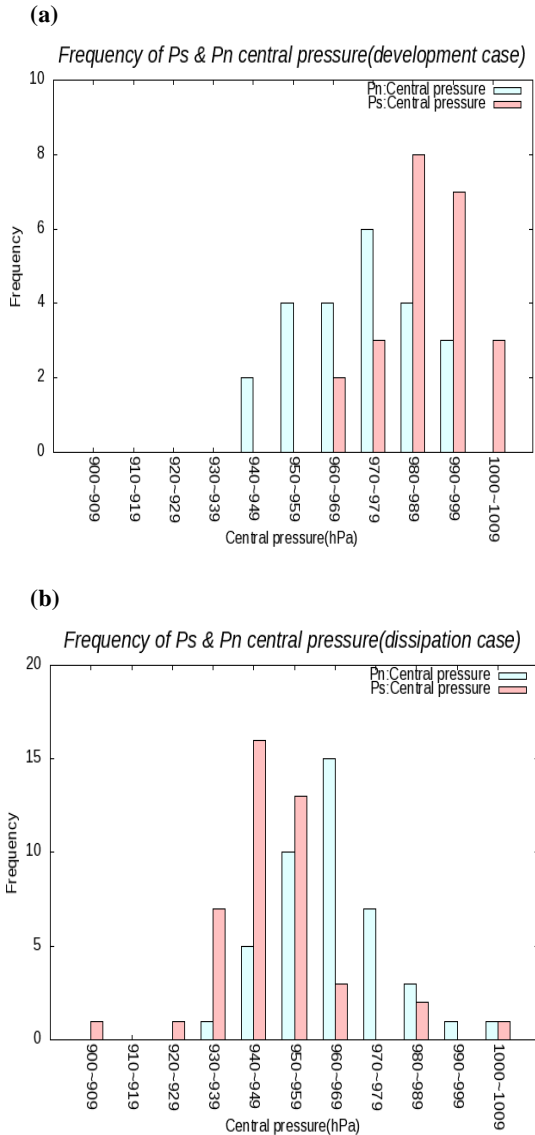 (a)
Frequency of Ps & Pn central pressure(development case)
Pn:Central pressure
Ps:Central pressure
10
8
6
4
2
0
Frequency
900~909
910~919
920~929
930~939
940~949
950~959
960~969
970~979
980~989
990~999
1000~1009
Central pressure(hPa)
(b)
Frequency of Ps & Pn central pressure(dissipation case)
Pn:Central pressure
Ps:Central pressure
20
15
10
5
0
Frequency
900~909
910~919
920~929
930~939
940~949
950~959
960~969
970~979
980~989
990~999
1000~1009
Central pressure(hPa)